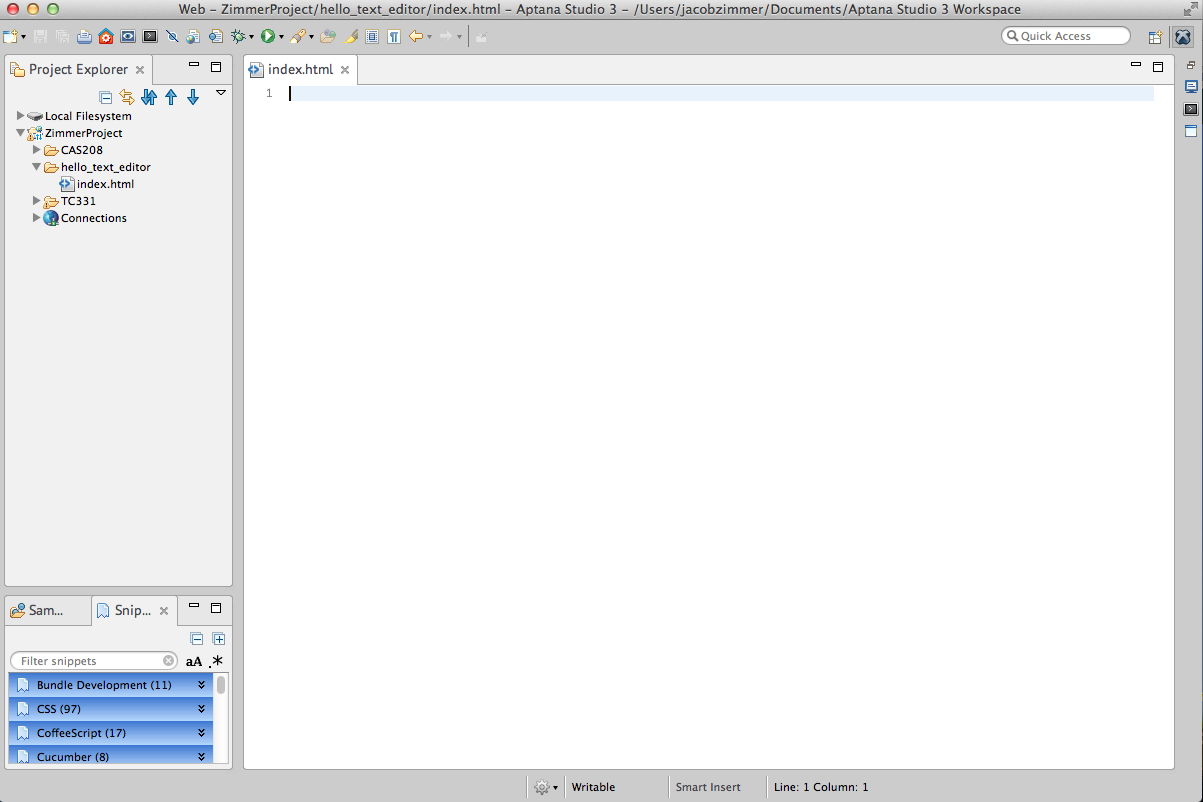 Web – ZimmerProject/hello_text_editor/index.html – Aptana Studio 3 – /Users/jacobzimmer/Documents/Aptana Studio 3 Workspace
Quick Access
Project Explorer
index.html
1
Local Filesystem
ZimmerProject
CAS208
hello_text_editor
index.html
TC331
Connections
Sam...
Snip...
Filter snippets
aA .*
Bundle Development (11)
CSS (97)
CoffeeScript (17)
Cucumber (8)
Writable
Smart Insert
Line: 1 Column: 1